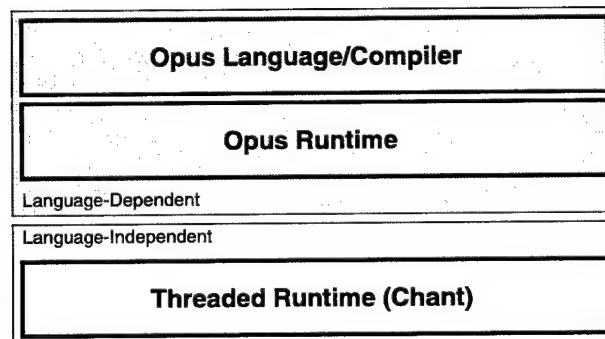 Opus Language/Compiler
Opus Runtime
Language-Dependent
Language-Independent
Threaded Runtime (Chant)